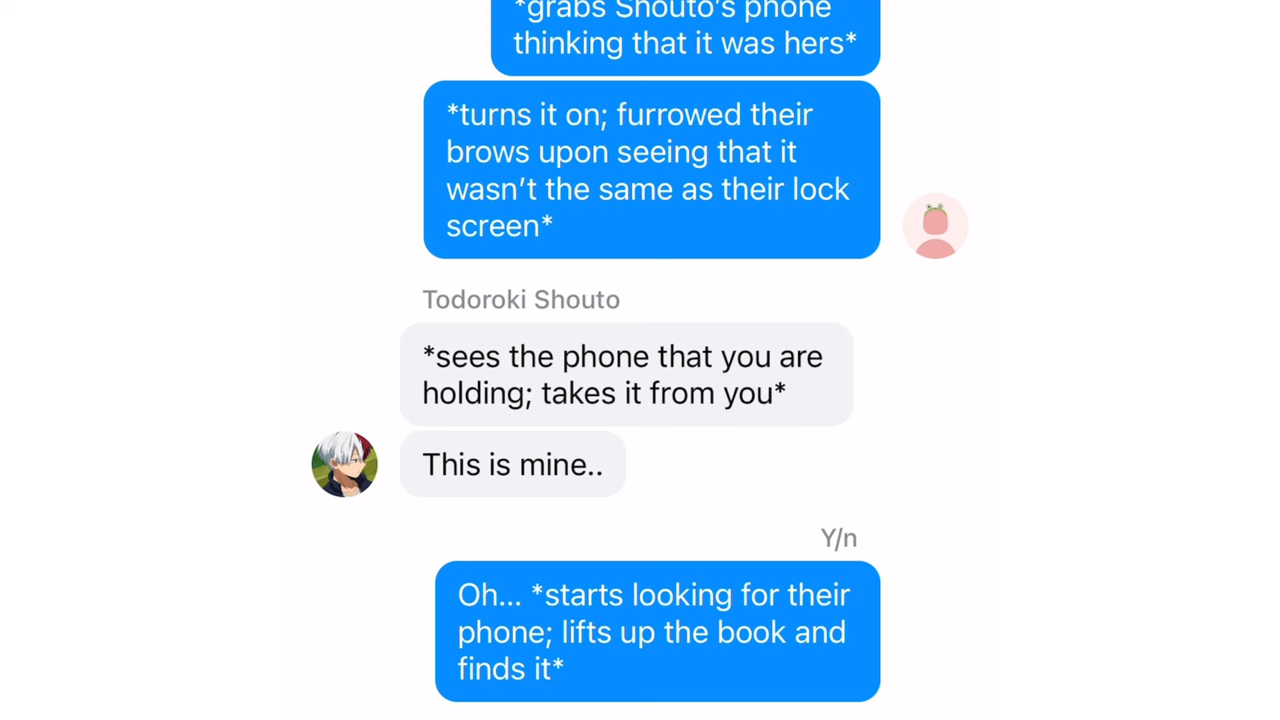 *grabs Shouto's phone
thinking that it was hers*
*turns it on; furrowed their
brows upon seeing that it
wasn't the same as their lock
screen*
Todoroki Shouto
*sees the phone that you are
holding; takes it from you*
This is mine..
Y/n
Oh... *starts looking for their
phone; lifts up the book and
finds it*